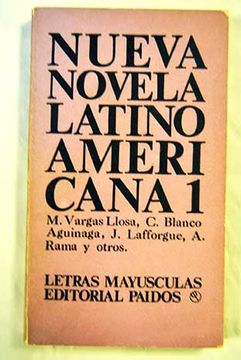 NUEVA
NOVELA
LATINO
AMERI
CANA 1
M. Vargas Llosa, C. Blanco
Aguinaga, J. Lafforgue, A.
Rama y otros.
LETRAS MAYUSCULAS
EDITORIAL PAIDOS